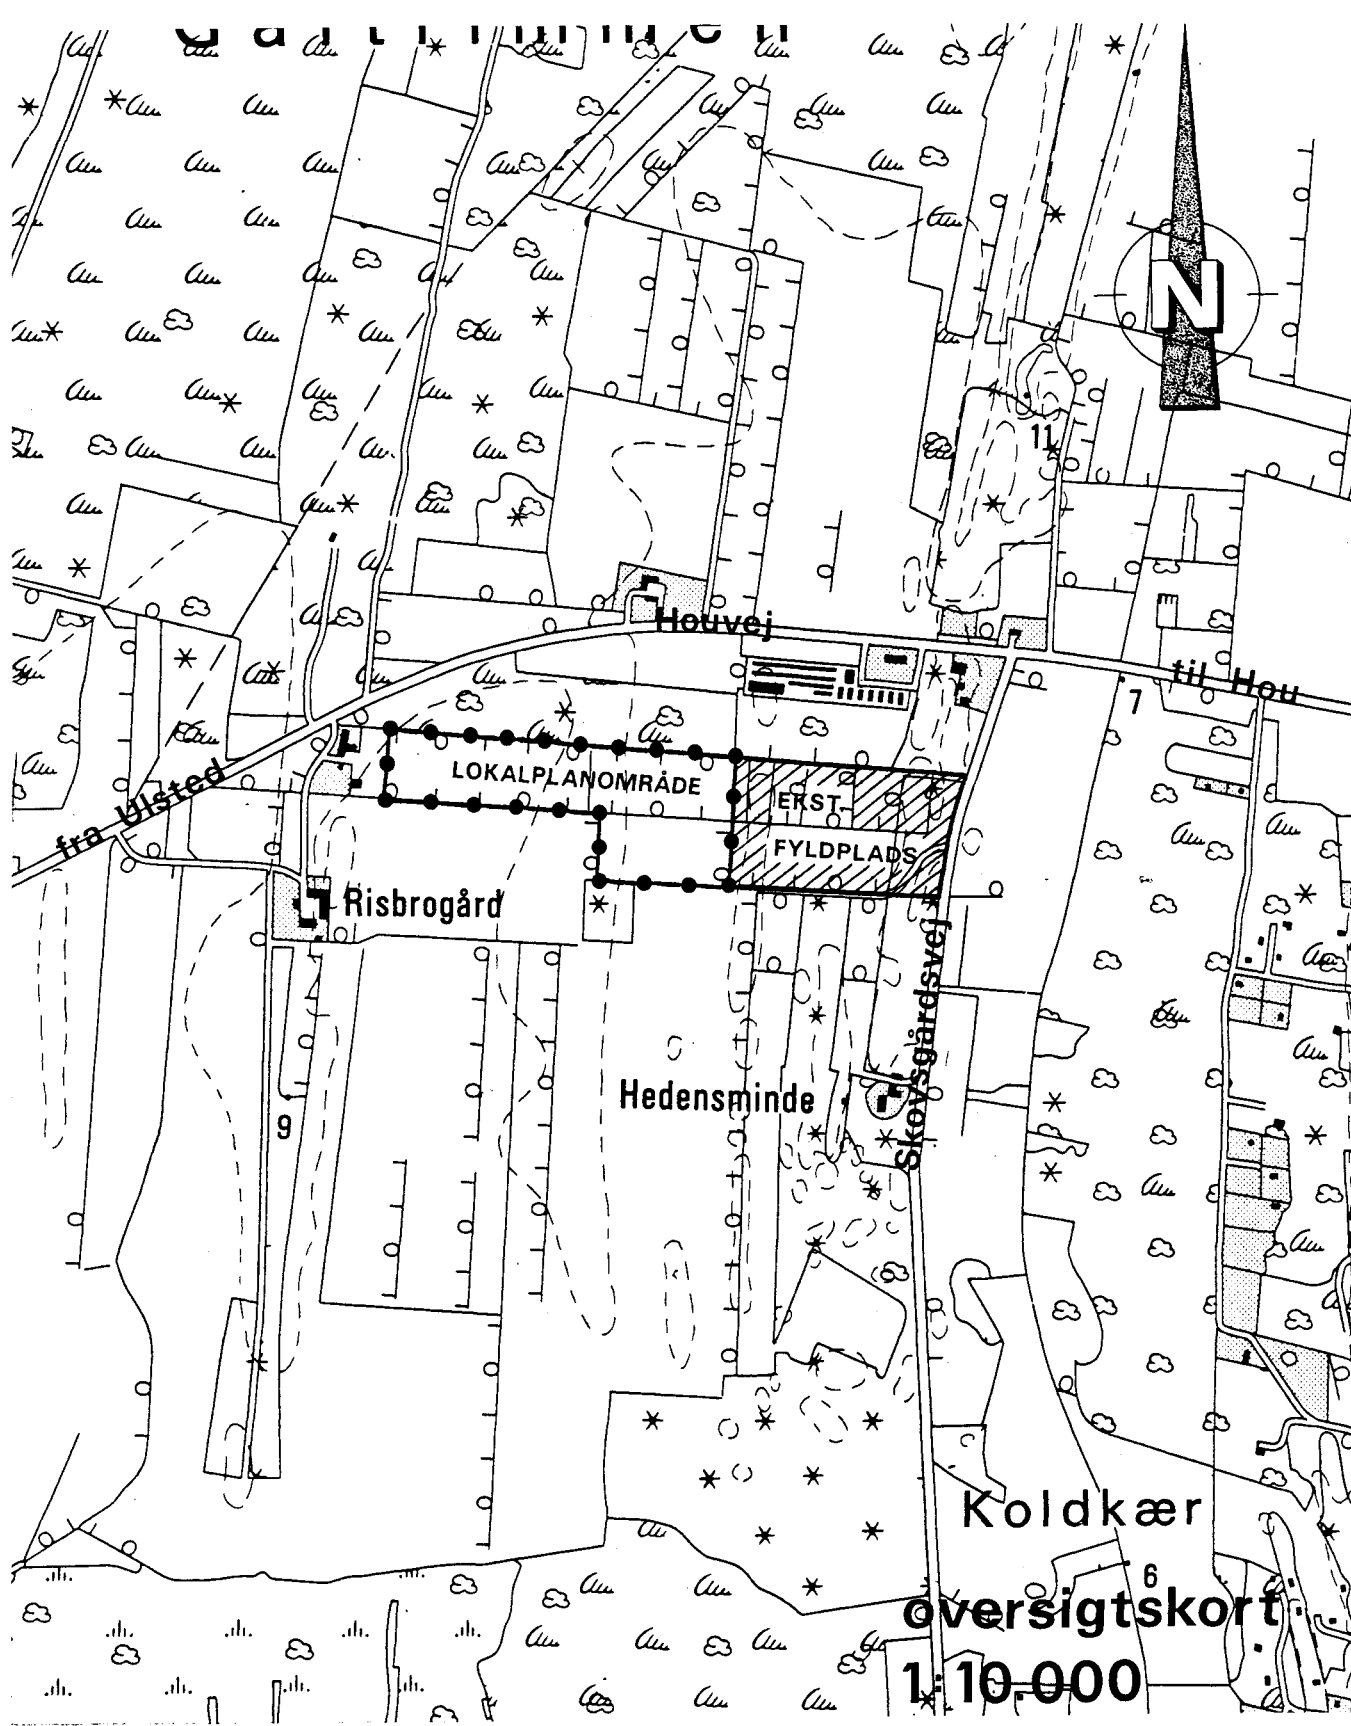 N
11
Houvej
til Hou
7
LOKALPLANOMRÅDE
EKST.
FYLDPLADS
fra Ulsted
Risbrogård
Skovsgårdsvej
Hedensminde
9
Koldkær
6
oversigtskort
1:10.000